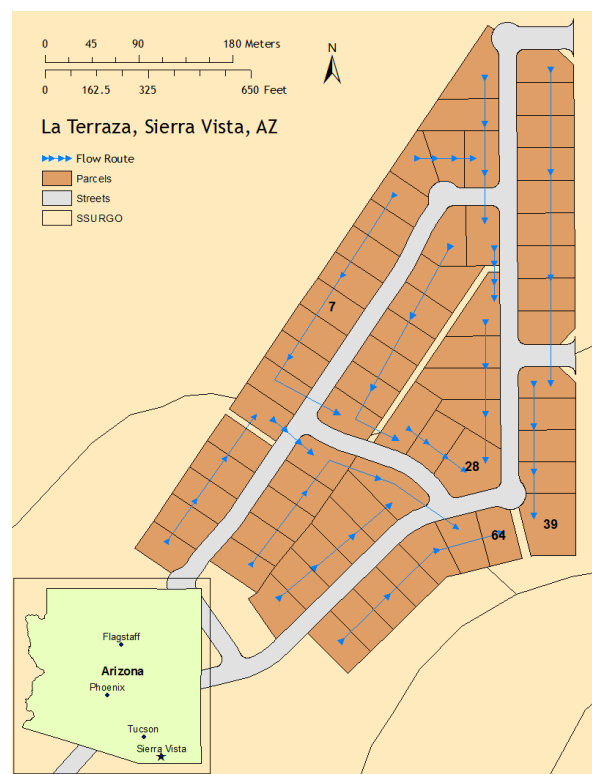 0 45 90 180 Meters
0 162.5 325 650 Feet
N
La Terraza, Sierra Vista, AZ
Flow Route
Parcels
Streets
SSURGO
7
28
39
64
Flagstaff
Arizona
Phoenix
Tucson
Sierra Vista